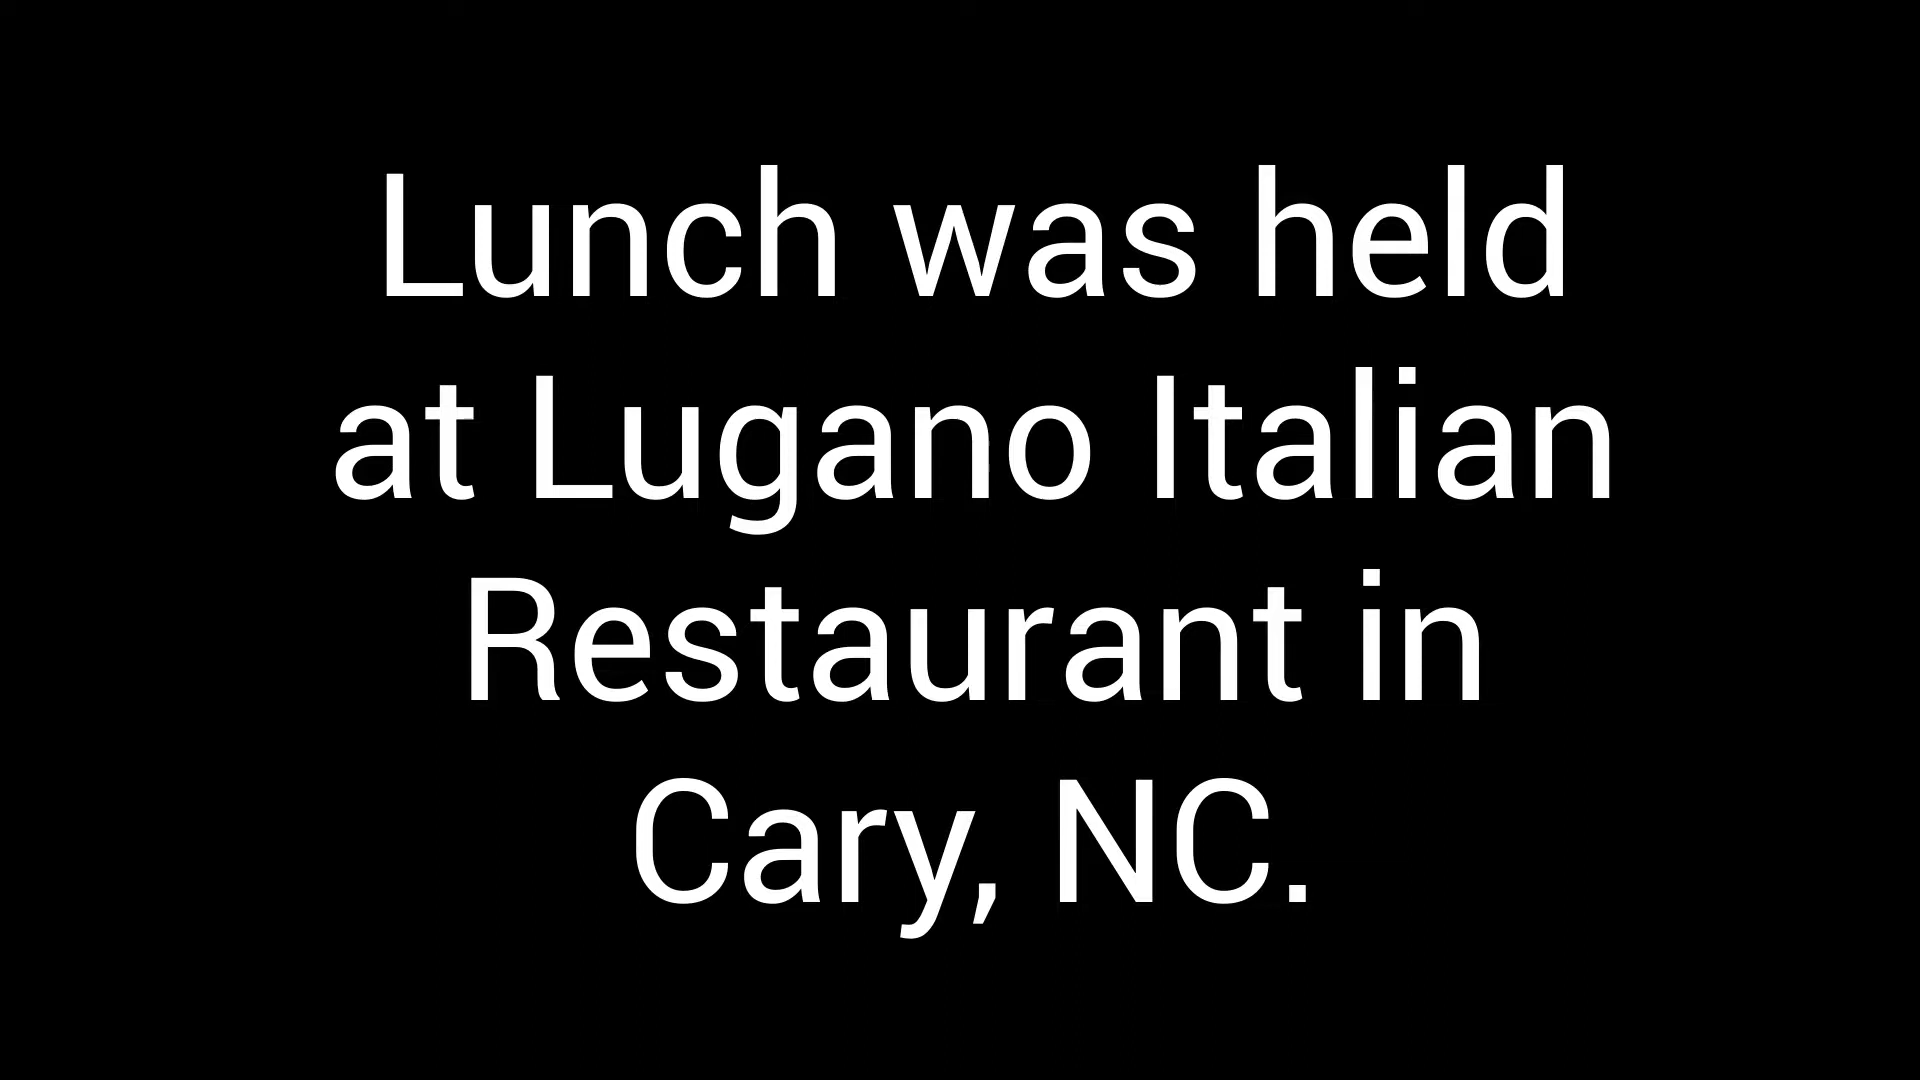 Lunch was held
at Lugano Italian
Restaurant in
Cary, NC.